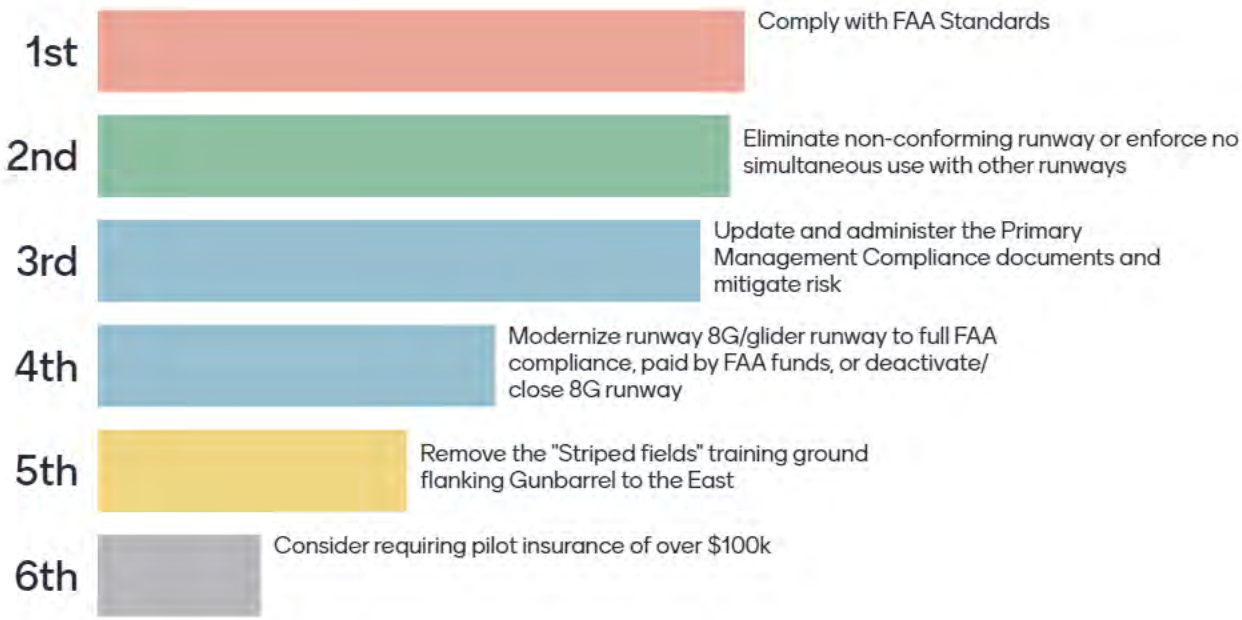 1st
Comply with FAA Standards
2nd
Eliminate non-conforming runway or enforce no
simultaneous use with other runways
3rd
Update and administer the Primary
Management Compliance documents and
mitigate risk
4th
Modernize runway 8G/glider runway to full FAA
compliance, paid by FAA funds, or deactivate/
close 8G runway
5th
Remove the "Striped fields" training ground
flanking Gunbarrel to the East
6th
Consider requiring pilot insurance of over $100k